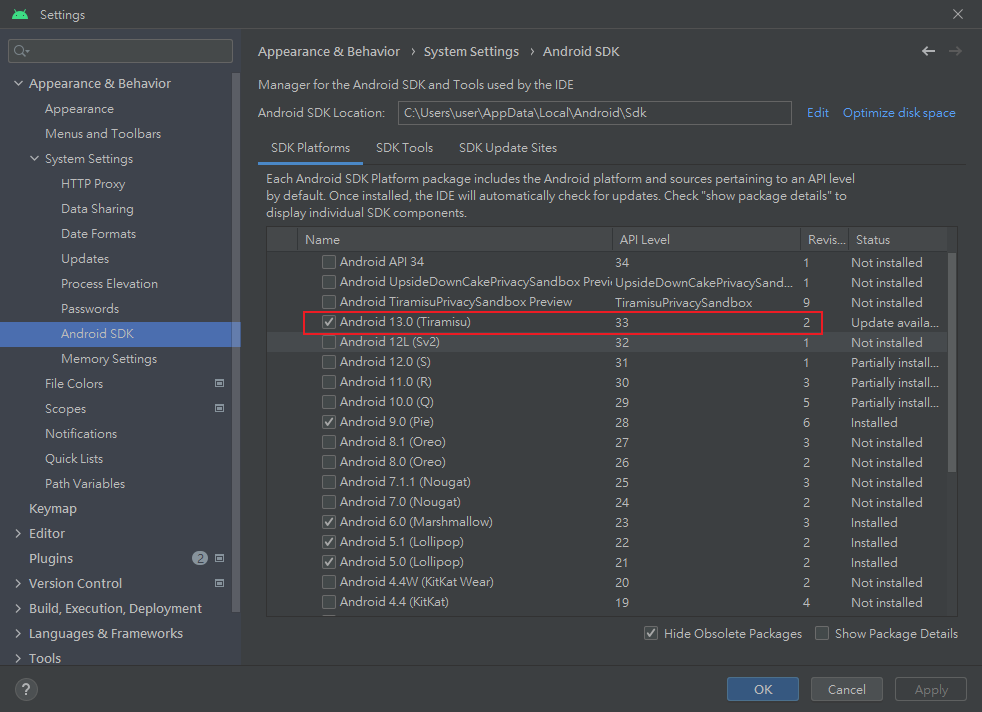 Settings
Appearance & Behavior
Appearance
Menus and Toolbars
System Settings
HTTP Proxy
Data Sharing
Date Formats
Updates
Process Elevation
Passwords
Android SDK
Memory Settings
File Colors
Scopes
Notifications
Quick Lists
Path Variables
Keymap
Editor
Plugins 2
Version Control
Build, Execution, Deployment
Languages & Frameworks
Tools
Appearance & Behavior › System Settings › Android SDK
Manager for the Android SDK and Tools used by the IDE
Android SDK Location: C:\Users\user\AppData\Local\Android\Sdk Edit Optimize disk space
SDK Platforms SDK Tools SDK Update Sites
Each Android SDK Platform package includes the Android platform and sources pertaining to an API level
by default. Once installed, the IDE will automatically check for updates. Check "show package details" to
display individual SDK components.
Name API Level Revis... Status
Android API 34 34 1 Not installed
Android UpsideDownCakePrivacySandbox Previ UpsideDownCakePrivacySand... 1 Not installed
Android TiramisuPrivacySandbox Preview TiramisuPrivacySandbox 9 Not installed
Android 13.0 (Tiramisu) 33 2 Update availa...
Android 12L (Sv2) 32 1 Not installed
Android 12.0 (S) 31 1 Partially install...
Android 11.0 (R) 30 3 Partially install...
Android 10.0 (Q) 29 5 Partially install...
Android 9.0 (Pie) 28 6 Installed
Android 8.1 (Oreo) 27 3 Not installed
Android 8.0 (Oreo) 26 2 Not installed
Android 7.1.1 (Nougat) 25 3 Not installed
Android 7.0 (Nougat) 24 2 Not installed
Android 6.0 (Marshmallow) 23 3 Installed
Android 5.1 (Lollipop) 22 2 Installed
Android 5.0 (Lollipop) 21 2 Installed
Android 4.4W (KitKat Wear) 20 2 Not installed
Android 4.4 (KitKat) 19 4 Not installed
Hide Obsolete Packages Show Package Details
? OK Cancel Apply